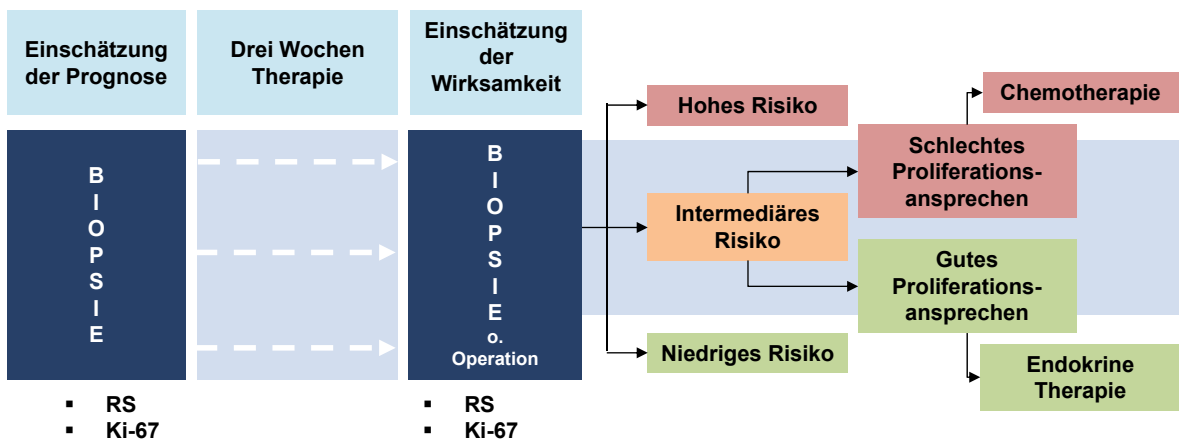 Einschätzung
der Prognose
Drei Wochen
Therapie
Einschätzung
der
Wirksamkeit
B
I
O
P
S
I
E
B
I
O
P
S
I
E
o.
Operation
▪ RS
▪ Ki-67
▪ RS
▪ Ki-67
Hohes Risiko
Intermediäres
Risiko
Niedriges Risiko
Chemotherapie
Schlechtes
Proliferations-
ansprechen
Gutes
Proliferations-
ansprechen
Endokrine
Therapie